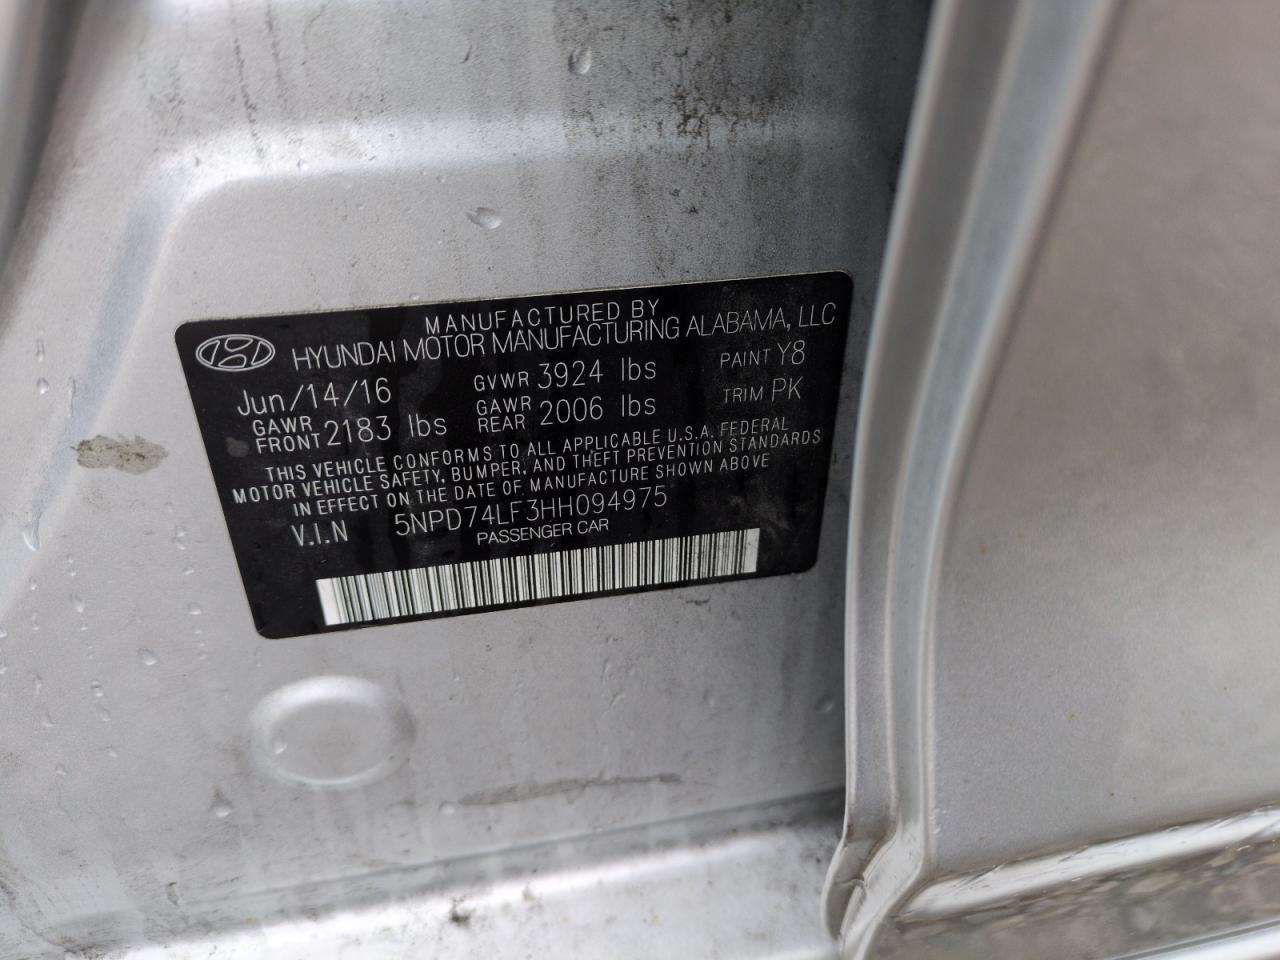 MANUFACTURED BY
HYUNDAI MOTOR MANUFACTURING ALABAMA, LLC
Jun/14/16 GVWR 3924 lbs PAINT Y8
GAWR FRONT 2183 lbs GAWR REAR 2006 lbs TRIM PK
THIS VEHICLE CONFORMS TO ALL APPLICABLE U.S.A. FEDERAL
MOTOR VEHICLE SAFETY, BUMPER, AND THEFT PREVENTION STANDARDS
IN EFFECT ON THE DATE OF MANUFACTURE SHOWN ABOVE
V.I.N 5NPD74LF3HH094975
PASSENGER CAR